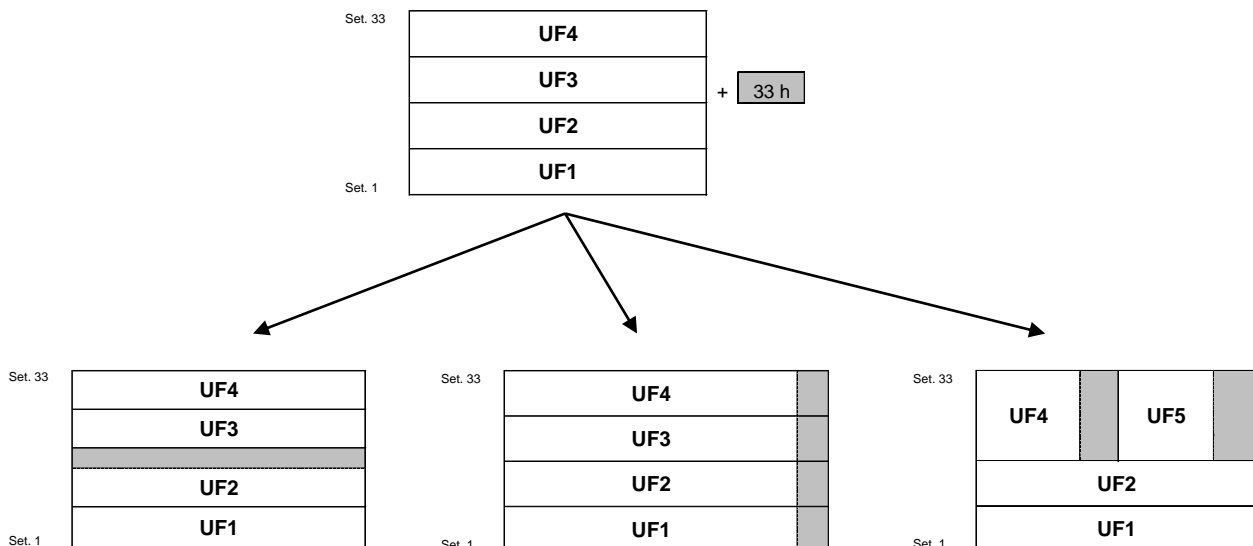 Set. 33
UF4
UF3
+ 33 h
UF2
UF1
Set. 1
Set. 33
UF4
UF3
UF2
UF1
Set. 1
Set. 33
UF4
UF3
UF2
UF1
Set. 1
Set. 33
UF4 UF5
UF2
UF1
Set. 1